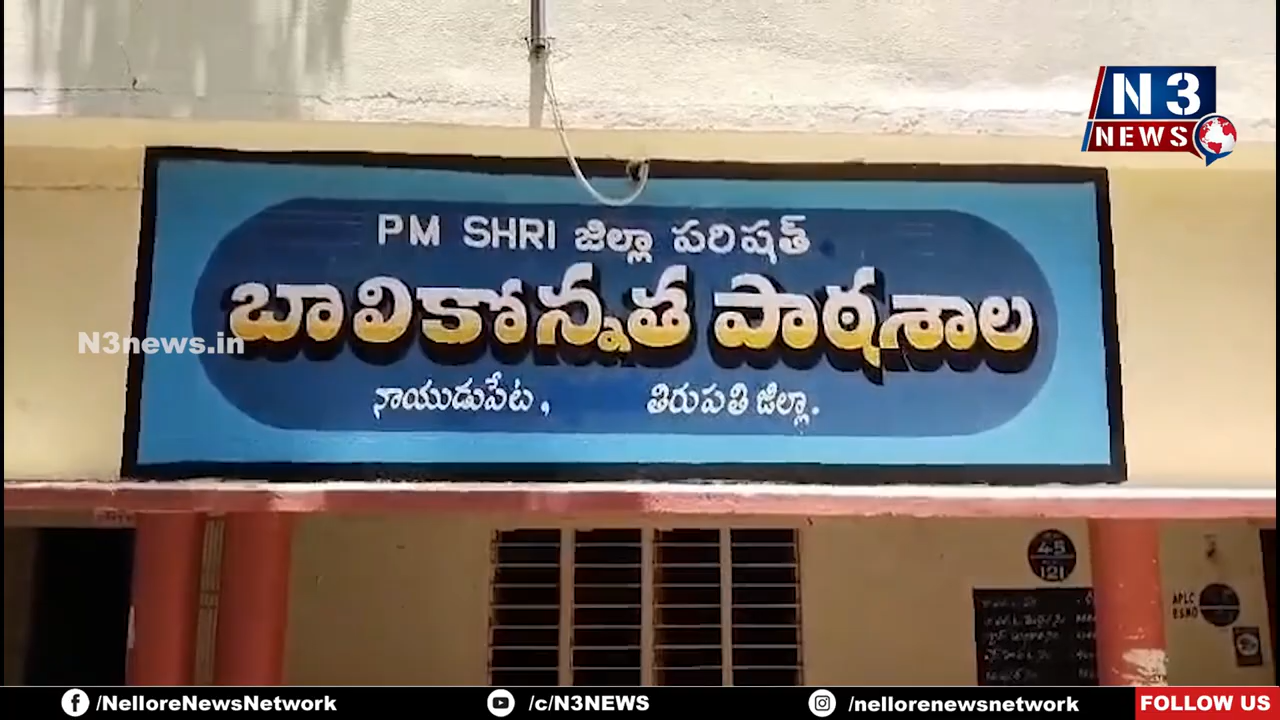 N3
NEWS
PM SHRI జిల్లా పరిషత్
బాలికోన్నత పాఠశాల
N3news.in
నాయుడుపేట, తిరుపతి జిల్లా.
45
121
APLC
/NelloreNewsNetwork
/c/N3NEWS
/nellorenewsnetwork
FOLLOW US